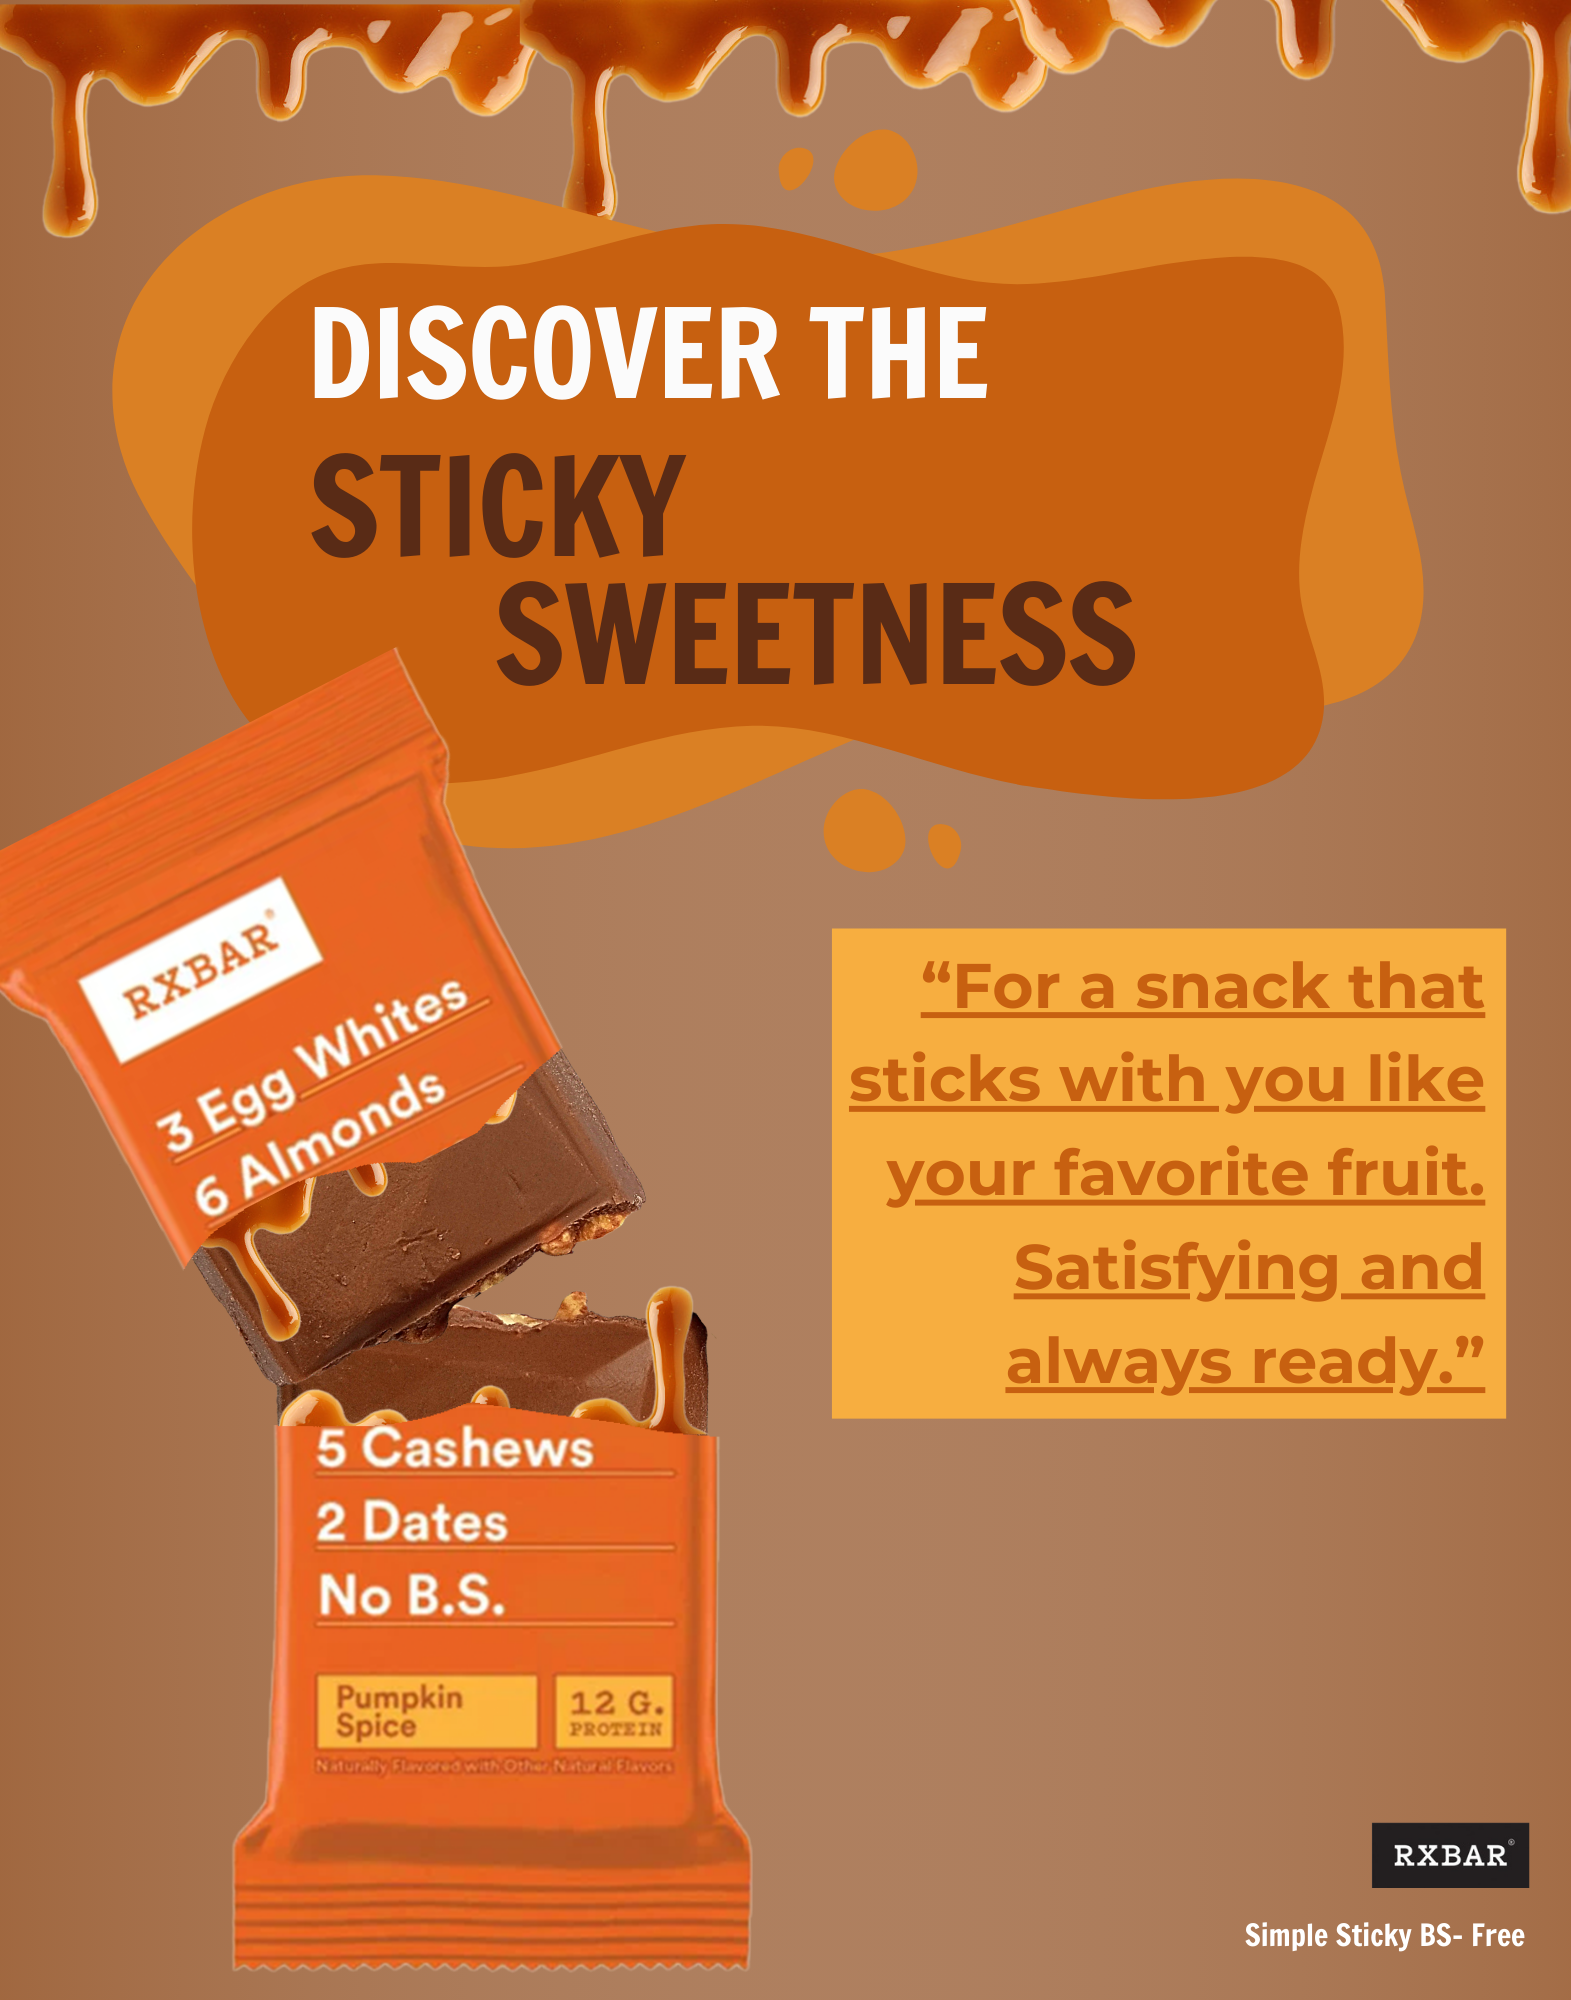 DISCOVER THE
STICKY
SWEETNESS
RXBAR®
3 Egg Whites
6 Almonds
5 Cashews
2 Dates
No B.S.
Pumpkin
Spice
12 G.
PROTEIN
Naturally Flavored with Other Natural Flavors
“For a snack that
sticks with you like
your favorite fruit.
Satisfying and
always ready.”
RXBAR®
Simple Sticky BS- Free